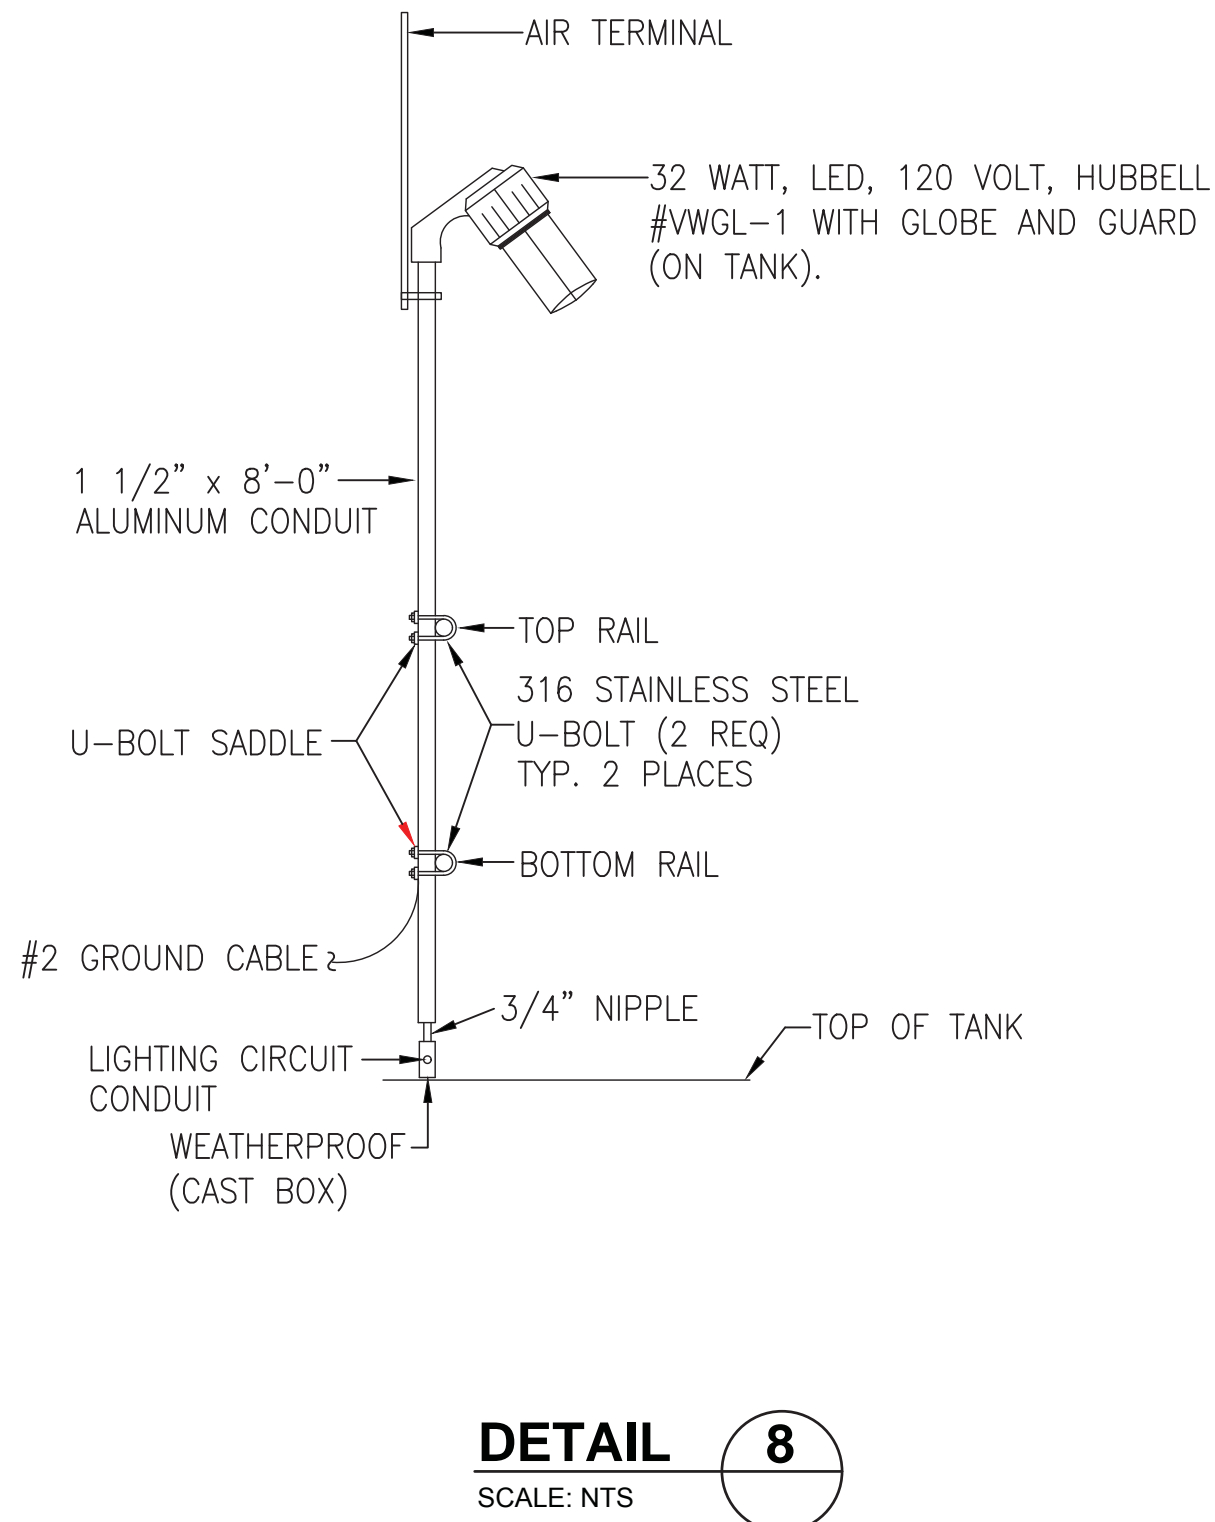 AIR TERMINAL
32 WATT, LED, 120 VOLT, HUBBELL
#VWGL-1 WITH GLOBE AND GUARD
(ON TANK).
1 1/2" x 8'-0"
ALUMINUM CONDUIT
TOP RAIL
316 STAINLESS STEEL
U-BOLT (2 REQ)
TYP. 2 PLACES
U-BOLT SADDLE
BOTTOM RAIL
#2 GROUND CABLE
3/4" NIPPLE
TOP OF TANK
LIGHTING CIRCUIT
CONDUIT
WEATHERPROOF
(CAST BOX)
DETAIL 8
SCALE: NTS